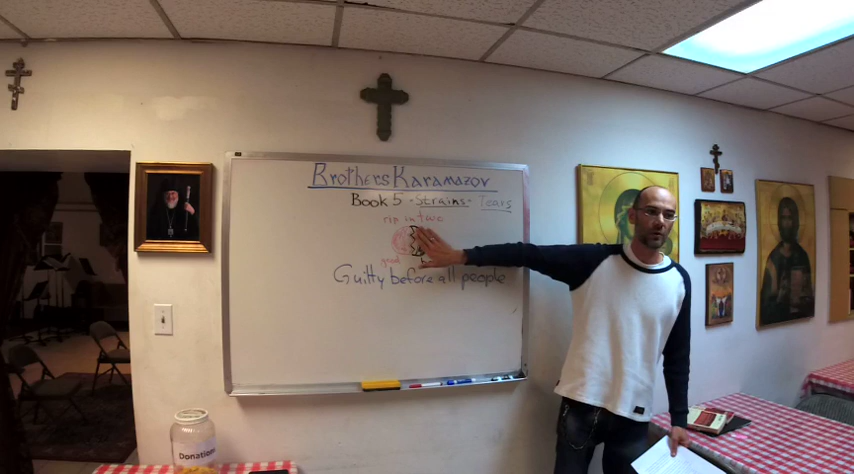 Brothers Karamazov
Book 5 - Strains - Tears
rip in two
good
Guilty before all people
Donations